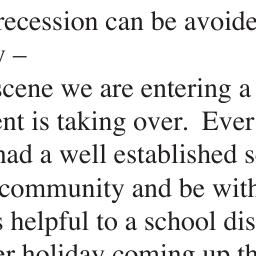 recession can be avoide
y –
scene we are entering a
ent is taking over.  Ever
had a well established s
community and be with
s helpful to a school dis
er holiday coming up th